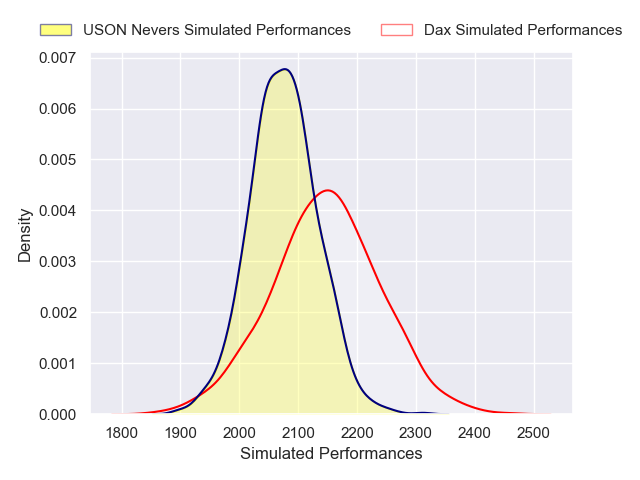 USON Nevers Simulated Performances Dax Simulated Performances
0.007
0.006
0.005
0.004
0.003
0.002
0.001
0.000
Density
1800 1900 2000 2100 2200 2300 2400 2500
Simulated Performances